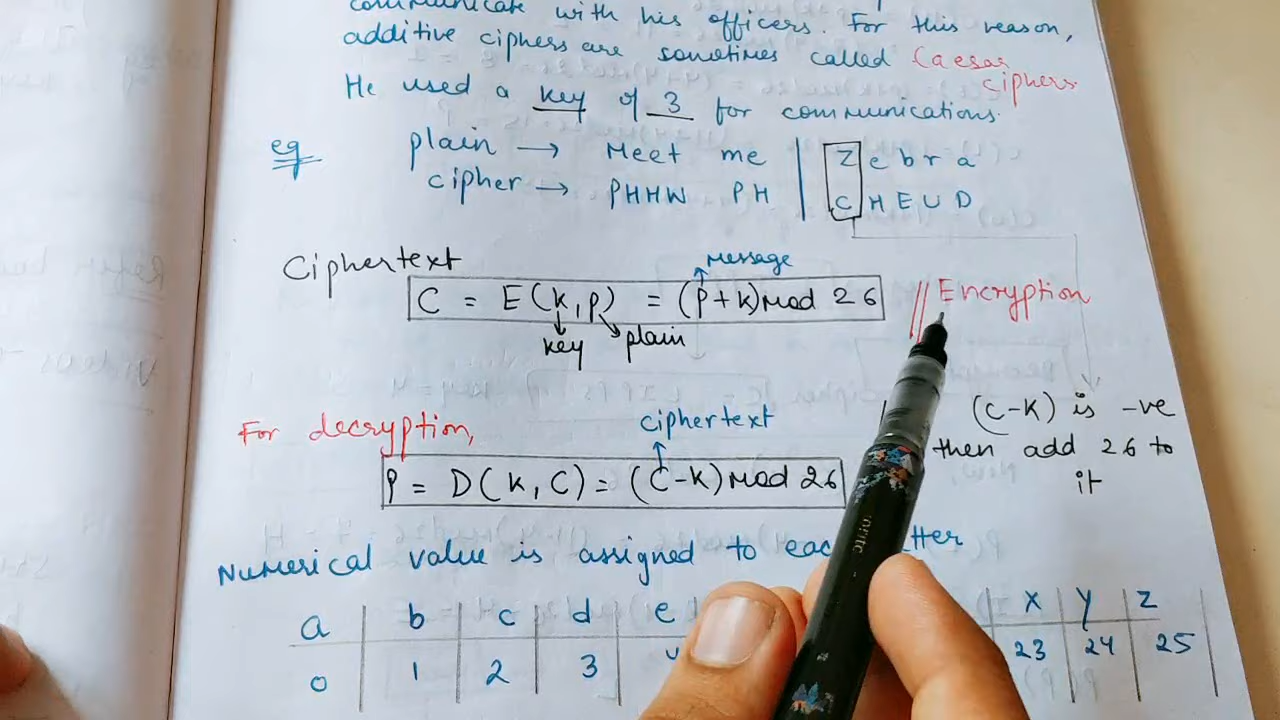 communicate with his officers. For this reason,
additive ciphers are sometimes called Caesar
ciphers
He used a key of 3 for communications.
eg plain → Meet me | Zebra
cipher → PHHW PH | CHEUD
Ciphertext
message
C = E(k,p) = (P+k) Mod 26 // Encryption
key plain
(C-K) is -ve
For decryption, ciphertext
then add 26 to
it
P = D(K, C) = (C-K) Mod 26
Numerical value is assigned to
a b c d e x y z
0 1 2 3 23 24 25